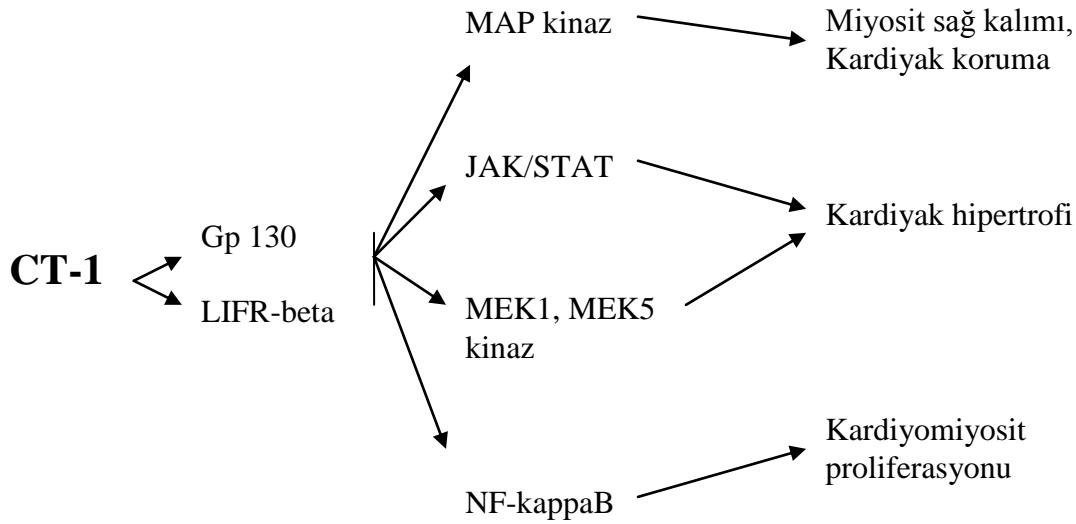 MAP kinaz
Miyosit sağ kalımı,
Kardiyak koruma
JAK/STAT
Kardiyak hipertrofi
Gp 130
CT-1
LIFR-beta
MEK1, MEK5
kinaz
Kardiyomiyosit
proliferasyonu
NF-kappaB